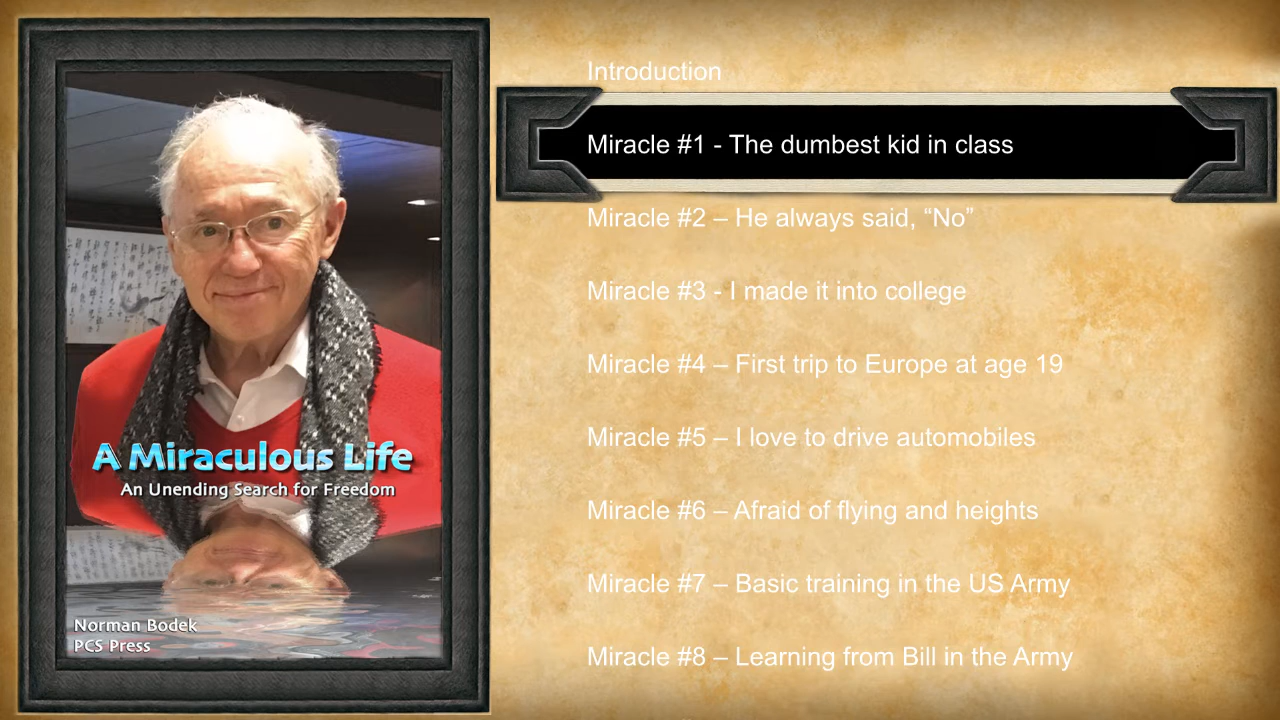 A Miraculous Life
An Unending Search for Freedom
Norman Bodek
PCS Press
Introduction
Miracle #1 - The dumbest kid in class
Miracle #2 – He always said, “No”
Miracle #3 - I made it into college
Miracle #4 – First trip to Europe at age 19
Miracle #5 – I love to drive automobiles
Miracle #6 – Afraid of flying and heights
Miracle #7 – Basic training in the US Army
Miracle #8 – Learning from Bill in the Army